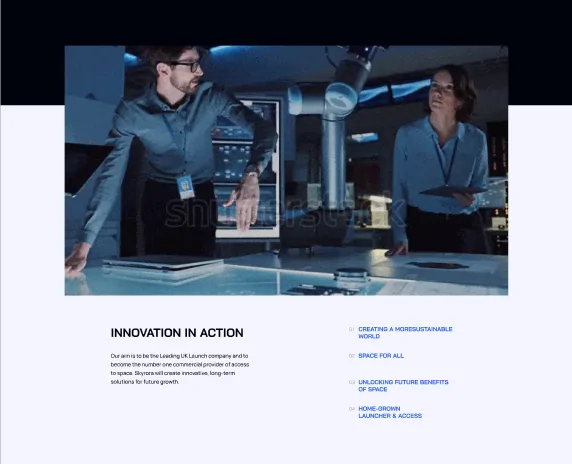 shutterstock
INNOVATION IN ACTION
Our aim is to be the Leading UK Launch company and to
become the number one commercial provider of access
to space. Skyrora will create innovative, long-term
solutions for future growth.
01 CREATING A MORESUSTAINABLE
WORLD
02 SPACE FOR ALL
03 UNLOCKING FUTURE BENEFITS
OF SPACE
04 HOME-GROWN
LAUNCHER & ACCESS